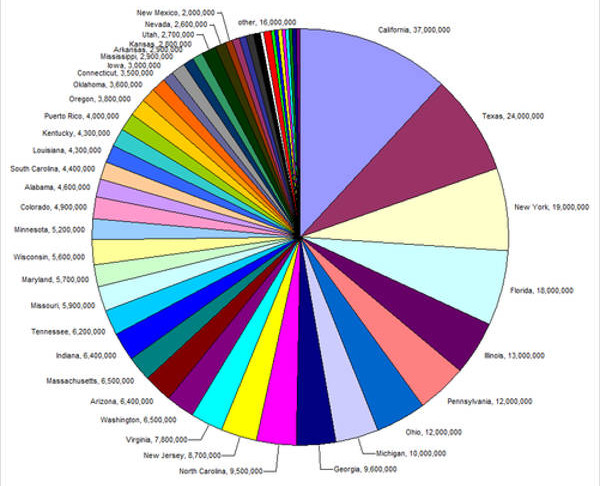 California, 37,000,000
Texas, 24,000,000
New York, 19,000,000
Florida, 18,000,000
Illinois, 13,000,000
Pennsylvania, 12,000,000
Ohio, 12,000,000
Michigan, 10,000,000
Georgia, 9,600,000
North Carolina, 9,500,000
New Jersey, 8,700,000
Virginia, 7,800,000
Washington, 6,500,000
Arizona, 6,400,000
Massachusetts, 6,500,000
Indiana, 6,400,000
Tennessee, 6,200,000
Missouri, 5,900,000
Maryland, 5,700,000
Wisconsin, 5,600,000
Minnesota, 5,200,000
Colorado, 4,900,000
Alabama, 4,600,000
South Carolina, 4,400,000
Louisiana, 4,300,000
Kentucky, 4,300,000
Puerto Rico, 4,000,000
Oregon, 3,800,000
Oklahoma, 3,600,000
Connecticut, 3,500,000
Iowa, 3,000,000
Mississippi, 2,900,000
Arkansas, 2,900,000
Kansas, 2,800,000
Utah, 2,700,000
Nevada, 2,600,000
New Mexico, 2,000,000
other, 16,000,000